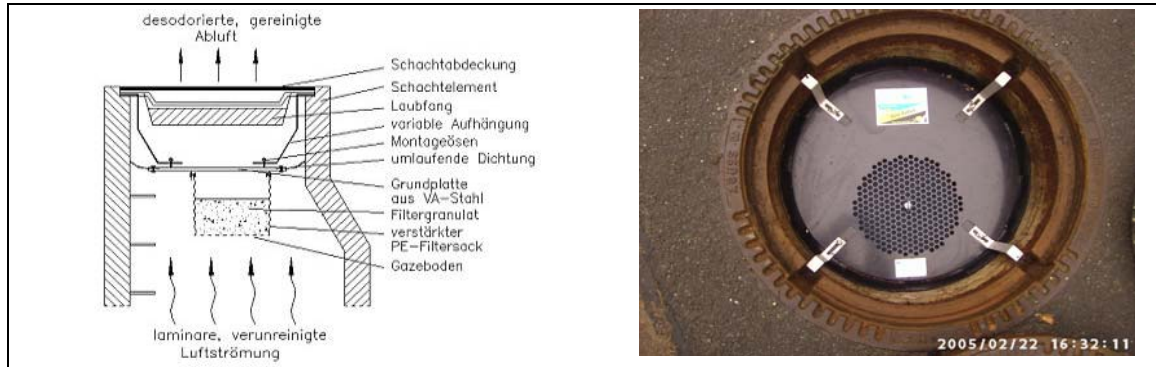 desodorierte, gereinigte
Abluft
Schachtabdeckung
Schachtelement
Laubfang
variable Aufhängung
Montageösen
umlaufende Dichtung
Grundplatte
aus VA-Stahl
Filtergranulat
verstärkter
PE-Filtersack
Gazeboden
laminare, verunreinigte
Luftströmung
2005/02/22 16:32:11